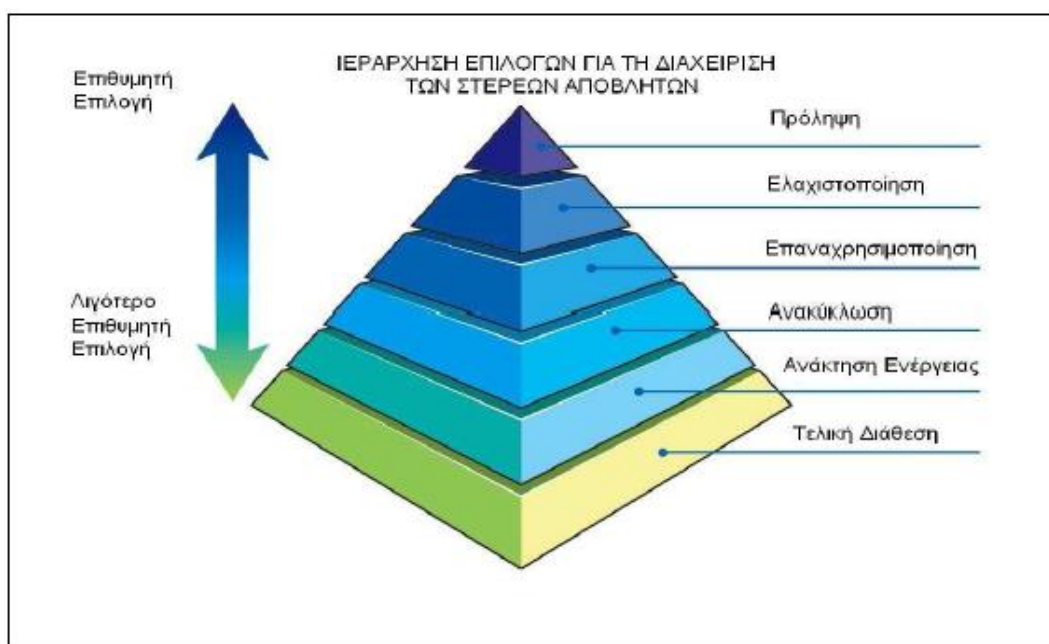 ΙΕΡΑΡΧΗΣΗ ΕΠΙΛΟΓΩΝ ΓΙΑ ΤΗ ΔΙΑΧΕΙΡΙΣΗ
ΤΩΝ ΣΤΕΡΕΩΝ ΑΠΟΒΛΗΤΩΝ
Επιθυμητή
Επιλογή
Πρόληψη
Ελαχιστοποίηση
Επαναχρησιμοποίηση
Λιγότερο
Επιθυμητή
Επιλογή
Ανακύκλωση
Ανάκτηση Ενέργειας
Τελική Διάθεση